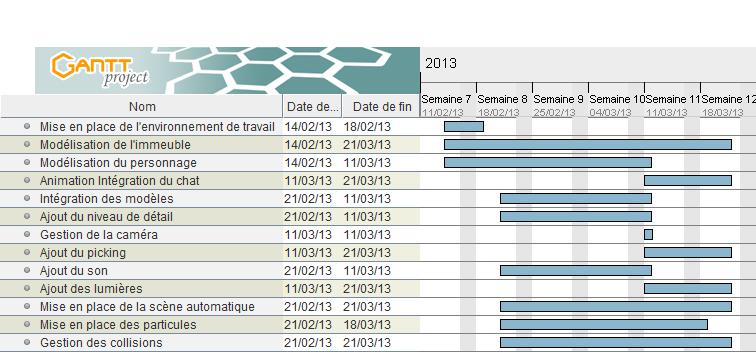 GANTT
project
2013
Nom Date de... Date de fin
Semaine 7 Semaine 8 Semaine 9 Semaine 10 Semaine 11 Semaine 12
11/02/13 18/02/13 25/02/13 04/03/13 11/03/13 18/03/13
Mise en place de l'environnement de travail 14/02/13 18/02/13
Modélisation de l'immeuble 14/02/13 21/03/13
Modélisation du personnage 14/02/13 11/03/13
Animation Intégration du chat 11/03/13 21/03/13
Intégration des modèles 21/02/13 11/03/13
Ajout du niveau de détail 21/02/13 11/03/13
Gestion de la caméra 11/03/13 11/03/13
Ajout du picking 11/03/13 21/03/13
Ajout du son 21/02/13 11/03/13
Ajout des lumières 11/03/13 21/03/13
Mise en place de la scène automatique 21/02/13 21/03/13
Mise en place des particules 21/02/13 18/03/13
Gestion des collisions 21/02/13 21/03/13